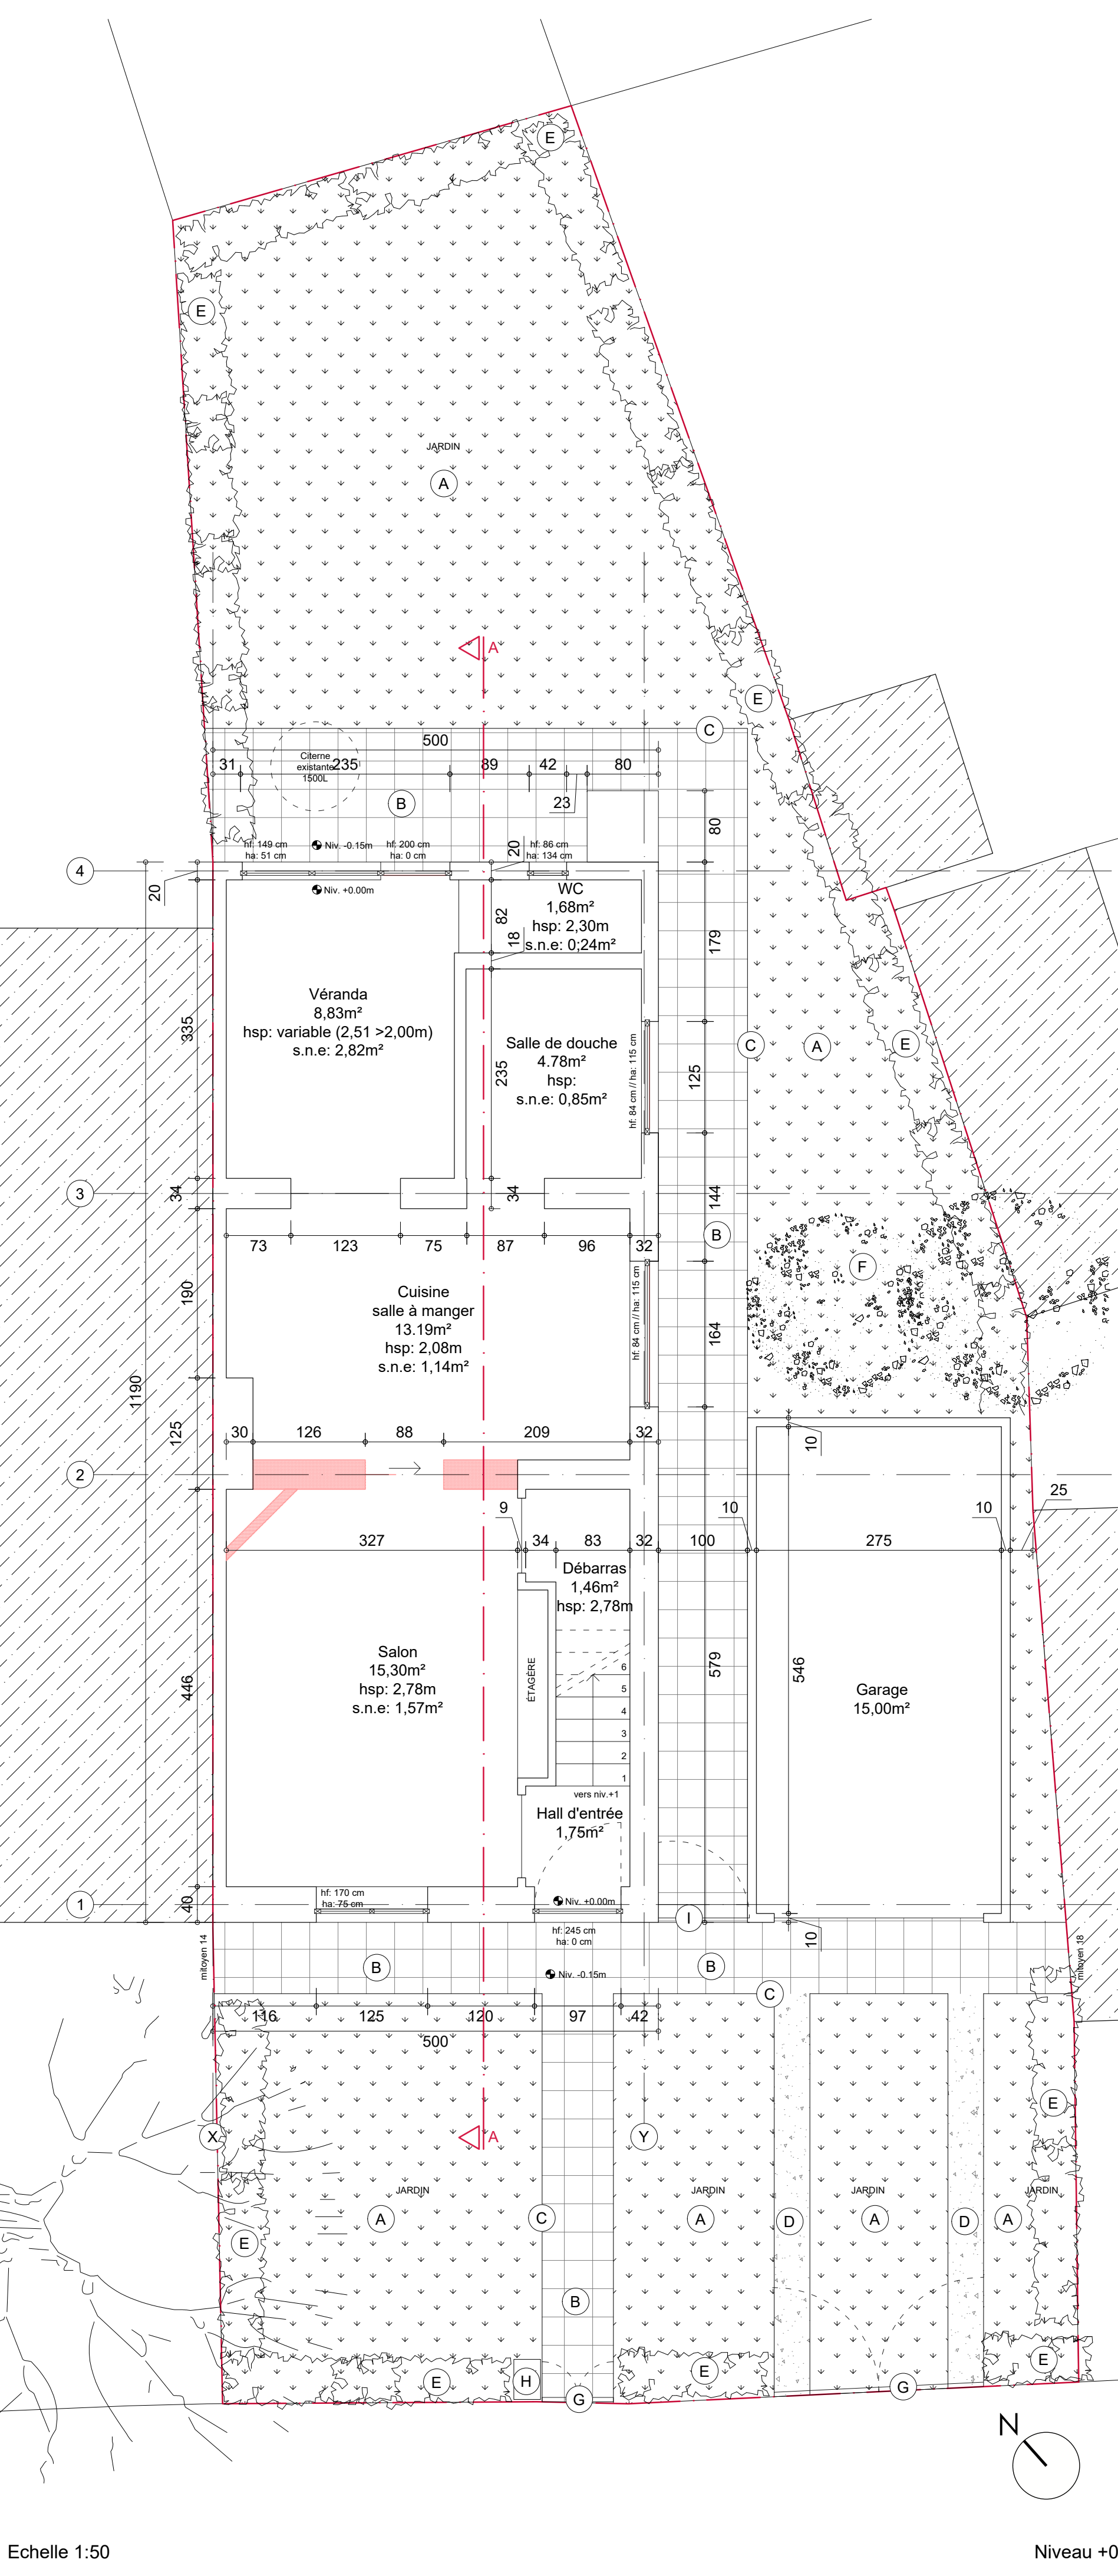 E
E
JARDIN
A
A'
E
C
500
31
Citerne
existante
1500L
235
89
42
80
23
B
80
hf: 149 cm
ha: 51 cm
Niv. -0.15m
hf: 200 cm
ha: 0 cm
20
hf: 86 cm
ha: 134 cm
4
20
Niv. +0.00m
WC
1,68m²
hsp: 2,30m
s.n.e: 0;24m²
82
18
179
Véranda
8,83m²
hsp: variable (2,51 >2,00m)
s.n.e: 2,82m²
335
Salle de douche
4.78m²
hsp:
s.n.e: 0,85m²
235
hf: 84 cm // ha: 115 cm
125
C
A
E
3
34
34
144
B
73
123
75
87
96
32
F
Cuisine
salle à manger
13.19m²
hsp: 2,08m
s.n.e: 1,14m²
190
hf: 84 cm // ha: 115 cm
164
1190
125
30
126
88
209
32
10
2
9
10
10
25
327
34
83
32
100
275
Débarras
1,46m²
hsp: 2,78m
Salon
15,30m²
hsp: 2,78m
s.n.e: 1,57m²
446
ÉTAGÈRE
6
5
4
3
2
1
579
546
Garage
15,00m²
vers niv.+1
Hall d'entrée
1,75m²
1
40
hf: 170 cm
ha: 75 cm
Niv. +0.00m
I
10
hf: 245 cm
ha: 0 cm
mitoyen 14
mitoyen 18
B
Niv. -0.15m
B
C
116
125
120
97
42
500
E
X
A
Y
JARDIN
JARDIN
JARDIN
JARDIN
A
C
A
D
A
D
A
E
B
E
H
G
E
G
E
N
Echelle 1:50
Niveau +0